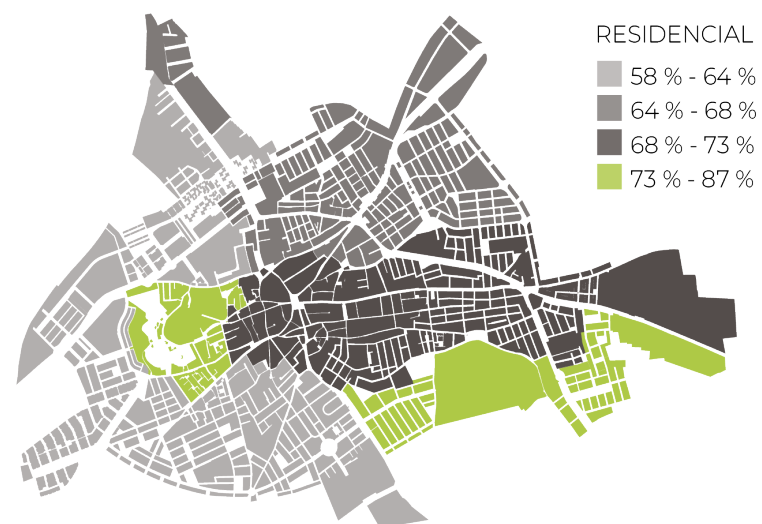 RESIDENCIAL
58 % - 64 %
64 % - 68 %
68 % - 73 %
73 % - 87 %